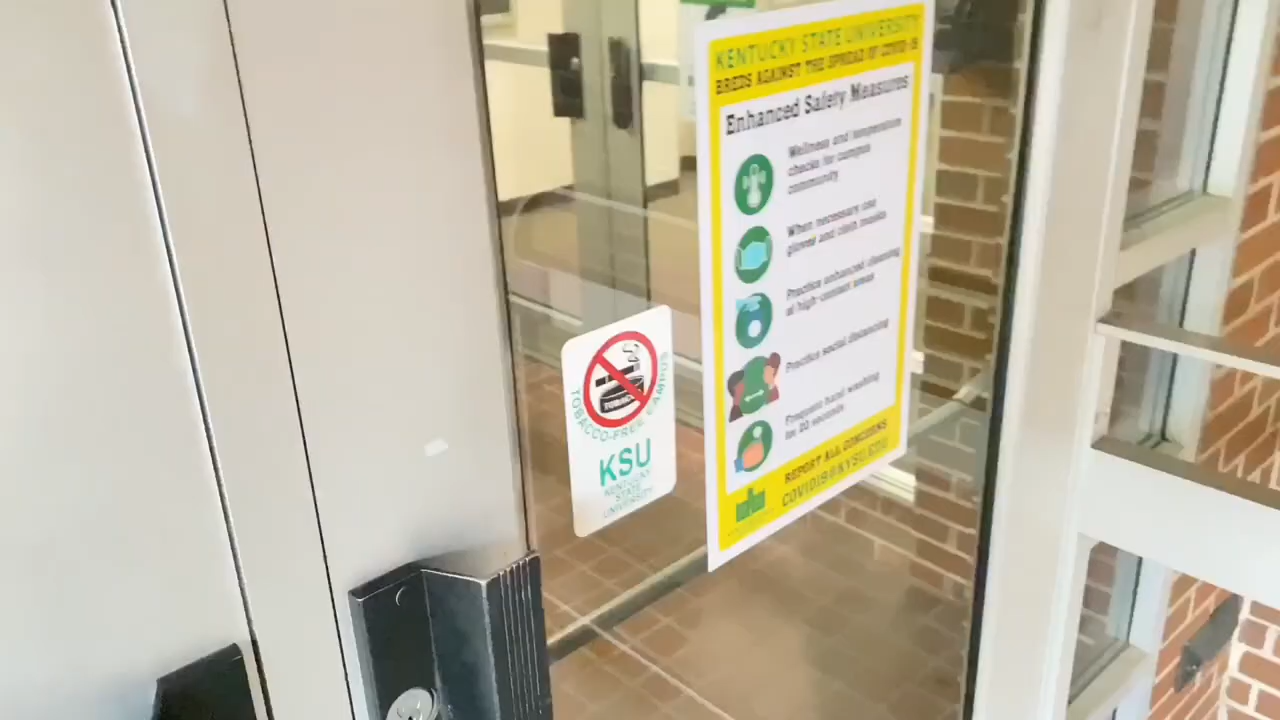 KENTUCKY STATE UNIVERSITY
BREDS AGAINST THE SPREAD OF COVID-19
Enhanced Safety Measures
Wellness and temperature
checks for campus
community
When necessary use
gloves and cloth masks
Practice enhanced cleaning
of high-contact areas
Practice social distancing
Frequent hand washing
for 20 seconds
REPORT ALL CONCERNS
COVID19@KYSU.EDU
TOBACCO
TOBACCO-FREE CAMPUS
KSU
KENTUCKY
STATE
UNIVERSITY